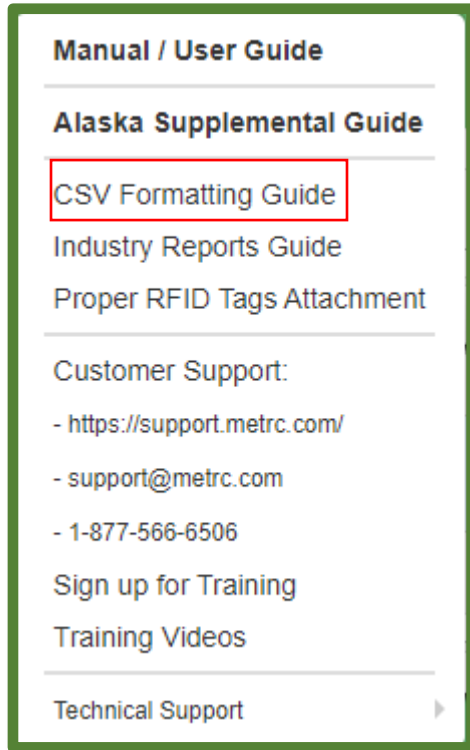 Manual / User Guide
Alaska Supplemental Guide
CSV Formatting Guide
Industry Reports Guide
Proper RFID Tags Attachment
Customer Support:
- https://support.metrc.com/
- support@metrc.com
- 1-877-566-6506
Sign up for Training
Training Videos
Technical Support